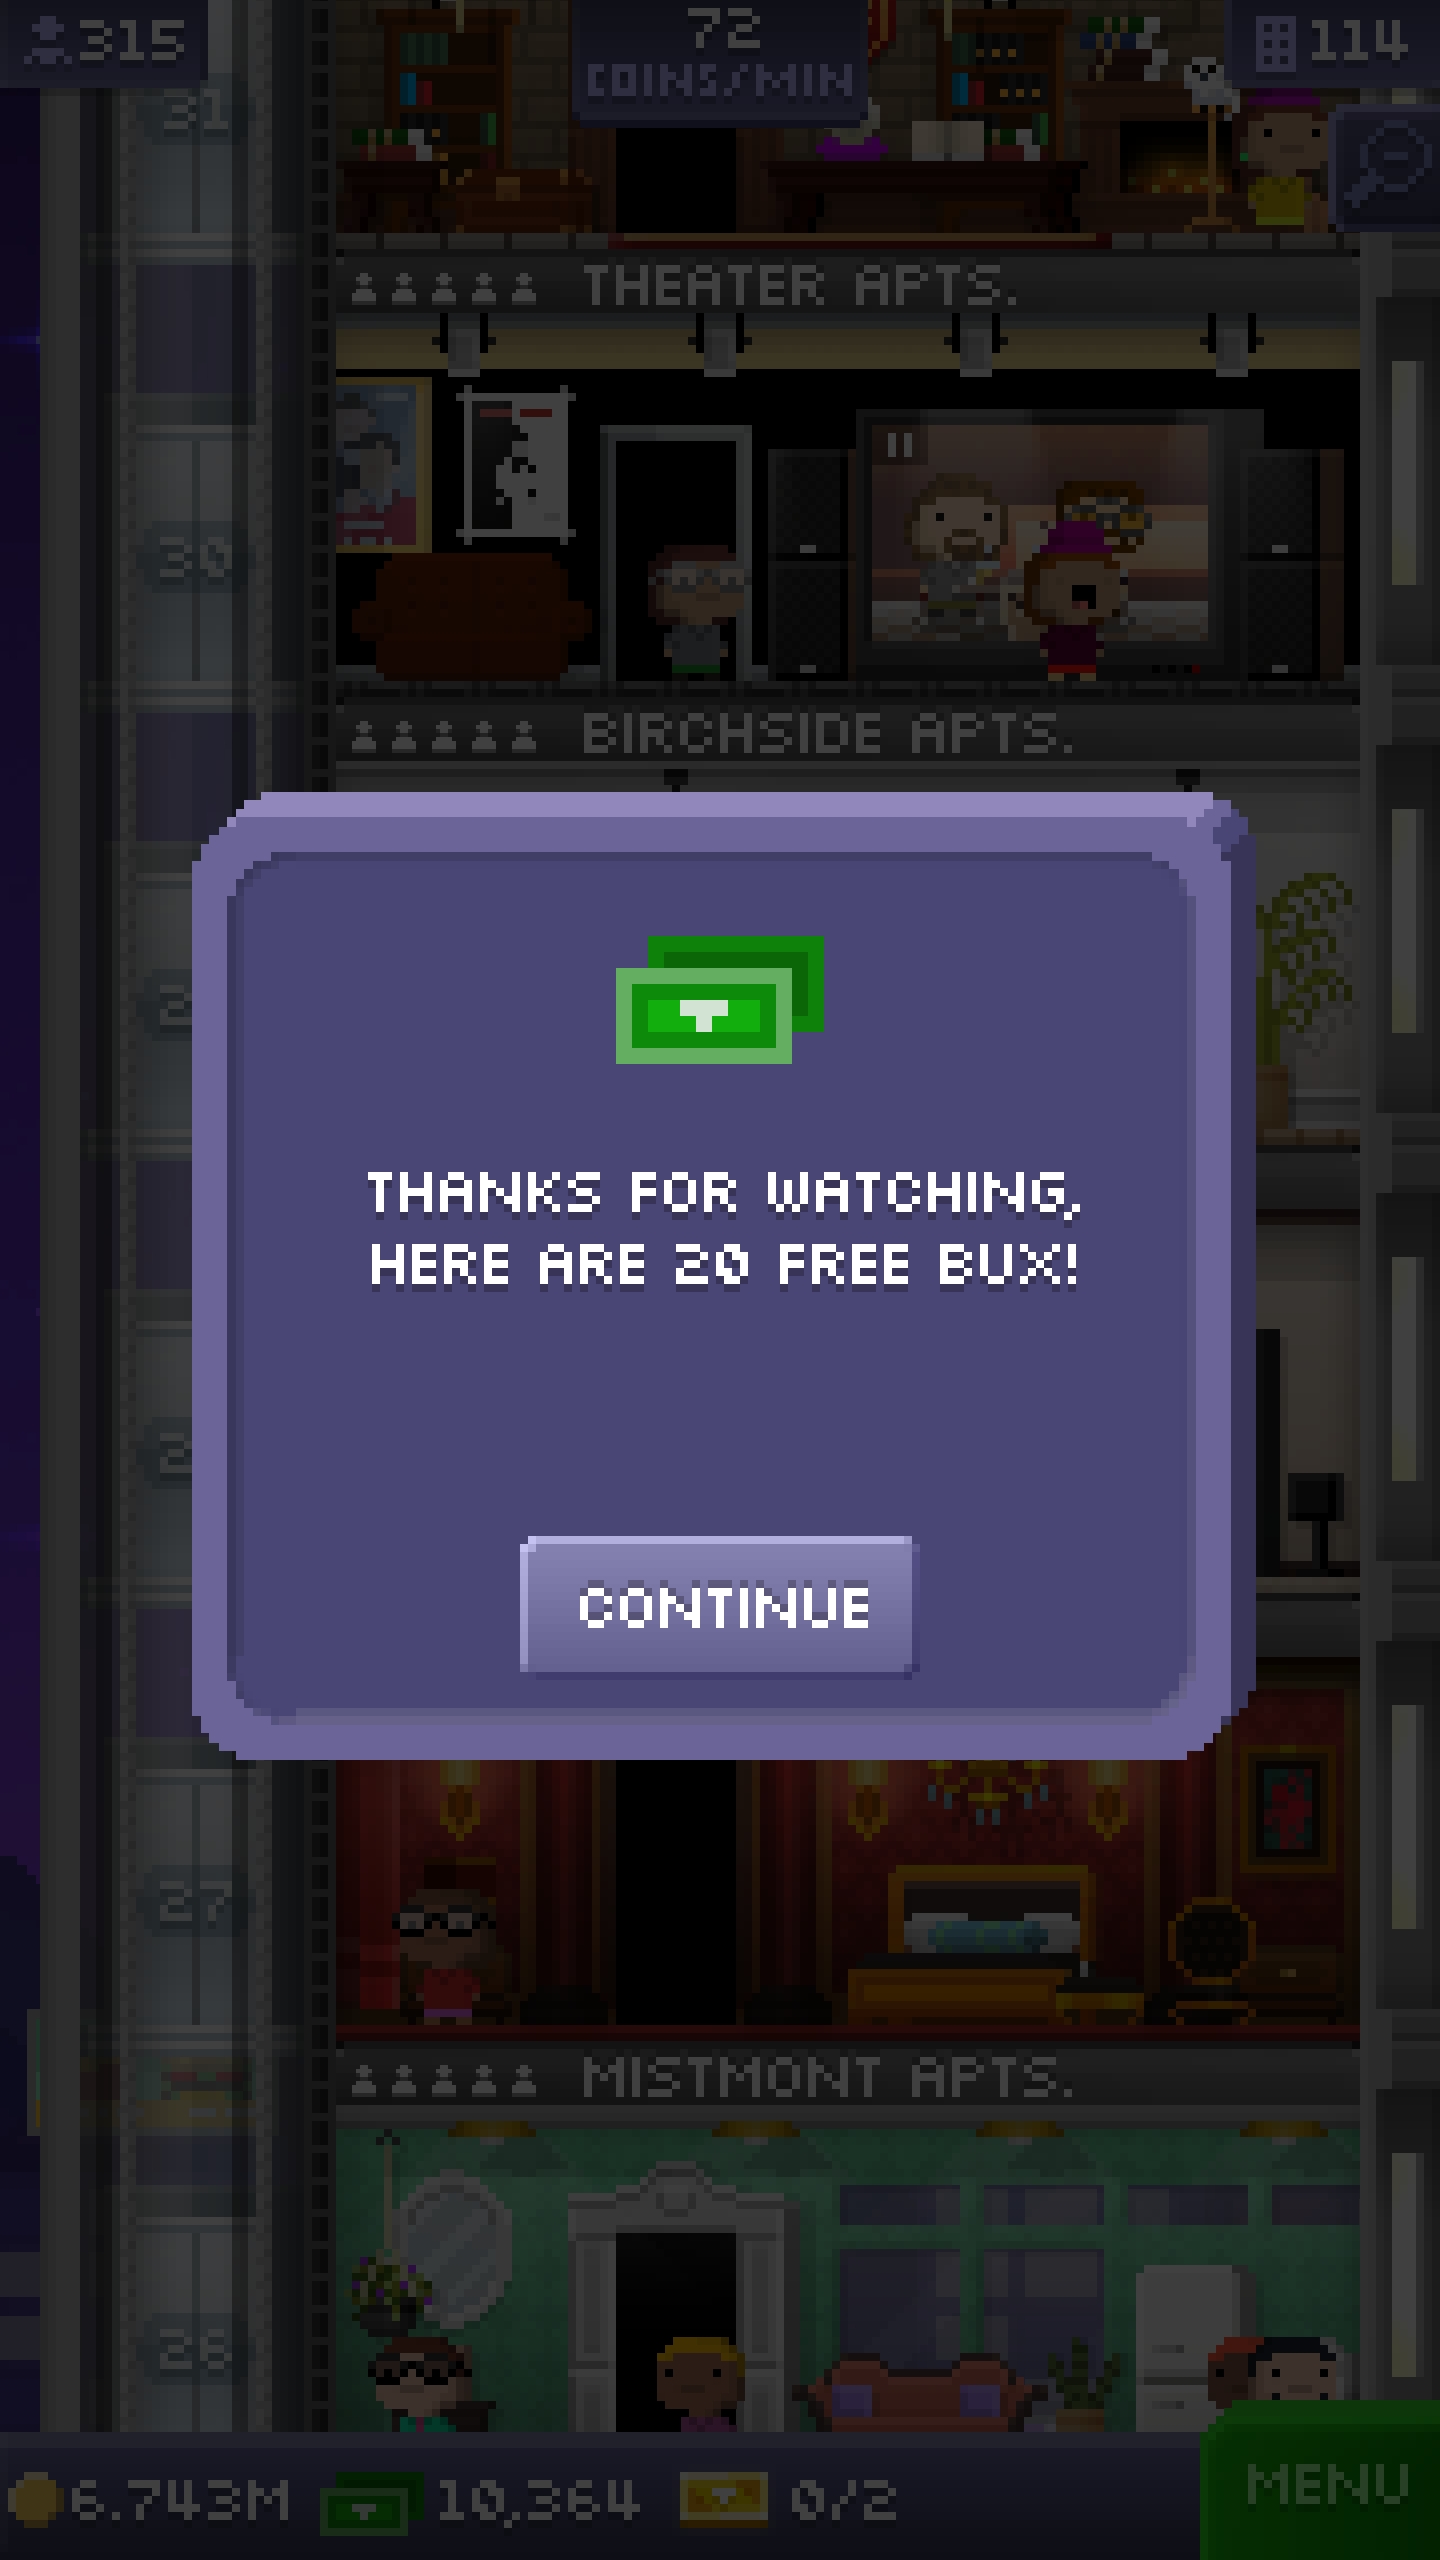 315
72
COINS/MIN
114
31
THEATER APTS.
30
BIRCHSIDE APTS.
THANKS FOR WATCHING,
HERE ARE 20 FREE BUX!
CONTINUE
27
MISTMONT APTS.
6.743M
10,364
0/2
MENU